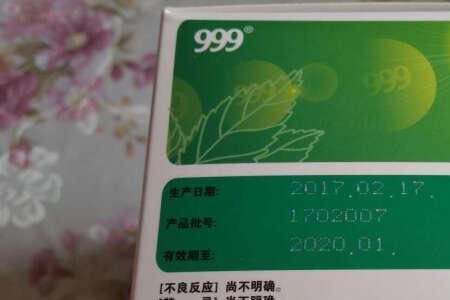 999®
999
999
生产日期: 2017.02.17.
产品批号: 1702007
有效期至: 2020.01.
[不良反应] 尚不明确。